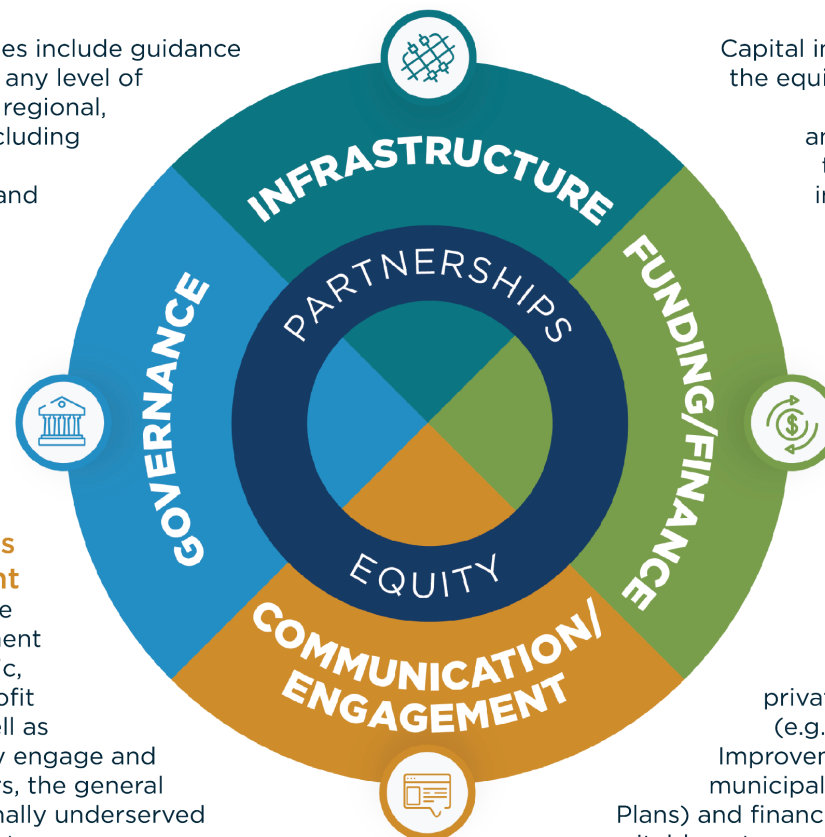 es include guidance
any level of
regional,
cluding
and
Capital in
the equi
ar
t
in
INFRASTRUCTURE
PARTNERSHIPS
GOVERNANCE
FUNDING/FINANCE
$
EQUITY
COMMUNICATION/
ENGAGEMENT
s
nt
e
ment
ic,
ofit
ell as
y engage and
rs, the general
nally underserved
privat
(e.g.
Improvem
municipal
Plans) and financ